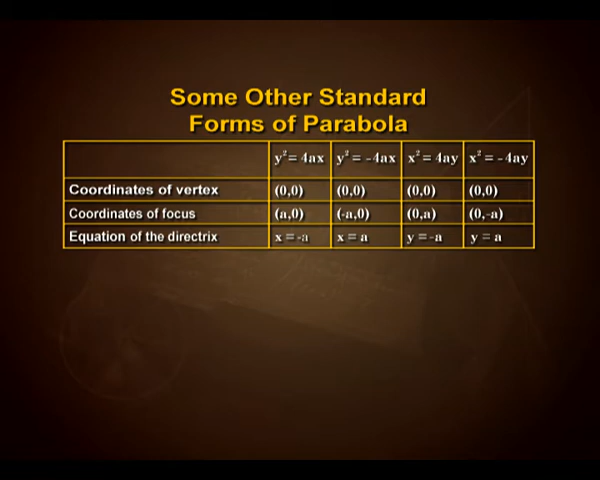 Some Other Standard
Forms of Parabola
y² = 4ax y² = -4ax x² = 4ay x² = - 4ay
Coordinates of vertex (0,0) (0,0) (0,0) (0,0)
Coordinates of focus (a,0) (-a,0) (0,a) (0,-a)
Equation of the directrix x = -a x = a y = -a y = a